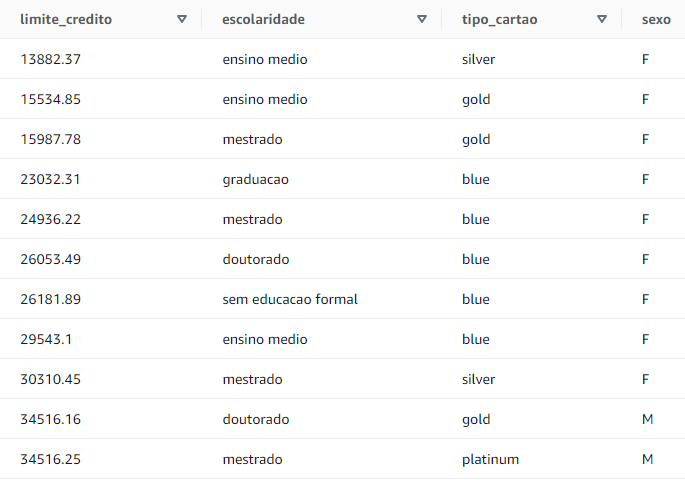 limite_credito escolaridade tipo_cartao sexo
13882.37 ensino medio silver F
15534.85 ensino medio gold F
15987.78 mestrado gold F
23032.31 graduacao blue F
24936.22 mestrado blue F
26053.49 doutorado blue F
26181.89 sem educacao formal blue F
29543.1 ensino medio blue F
30310.45 mestrado silver F
34516.16 doutorado gold M
34516.25 mestrado platinum M